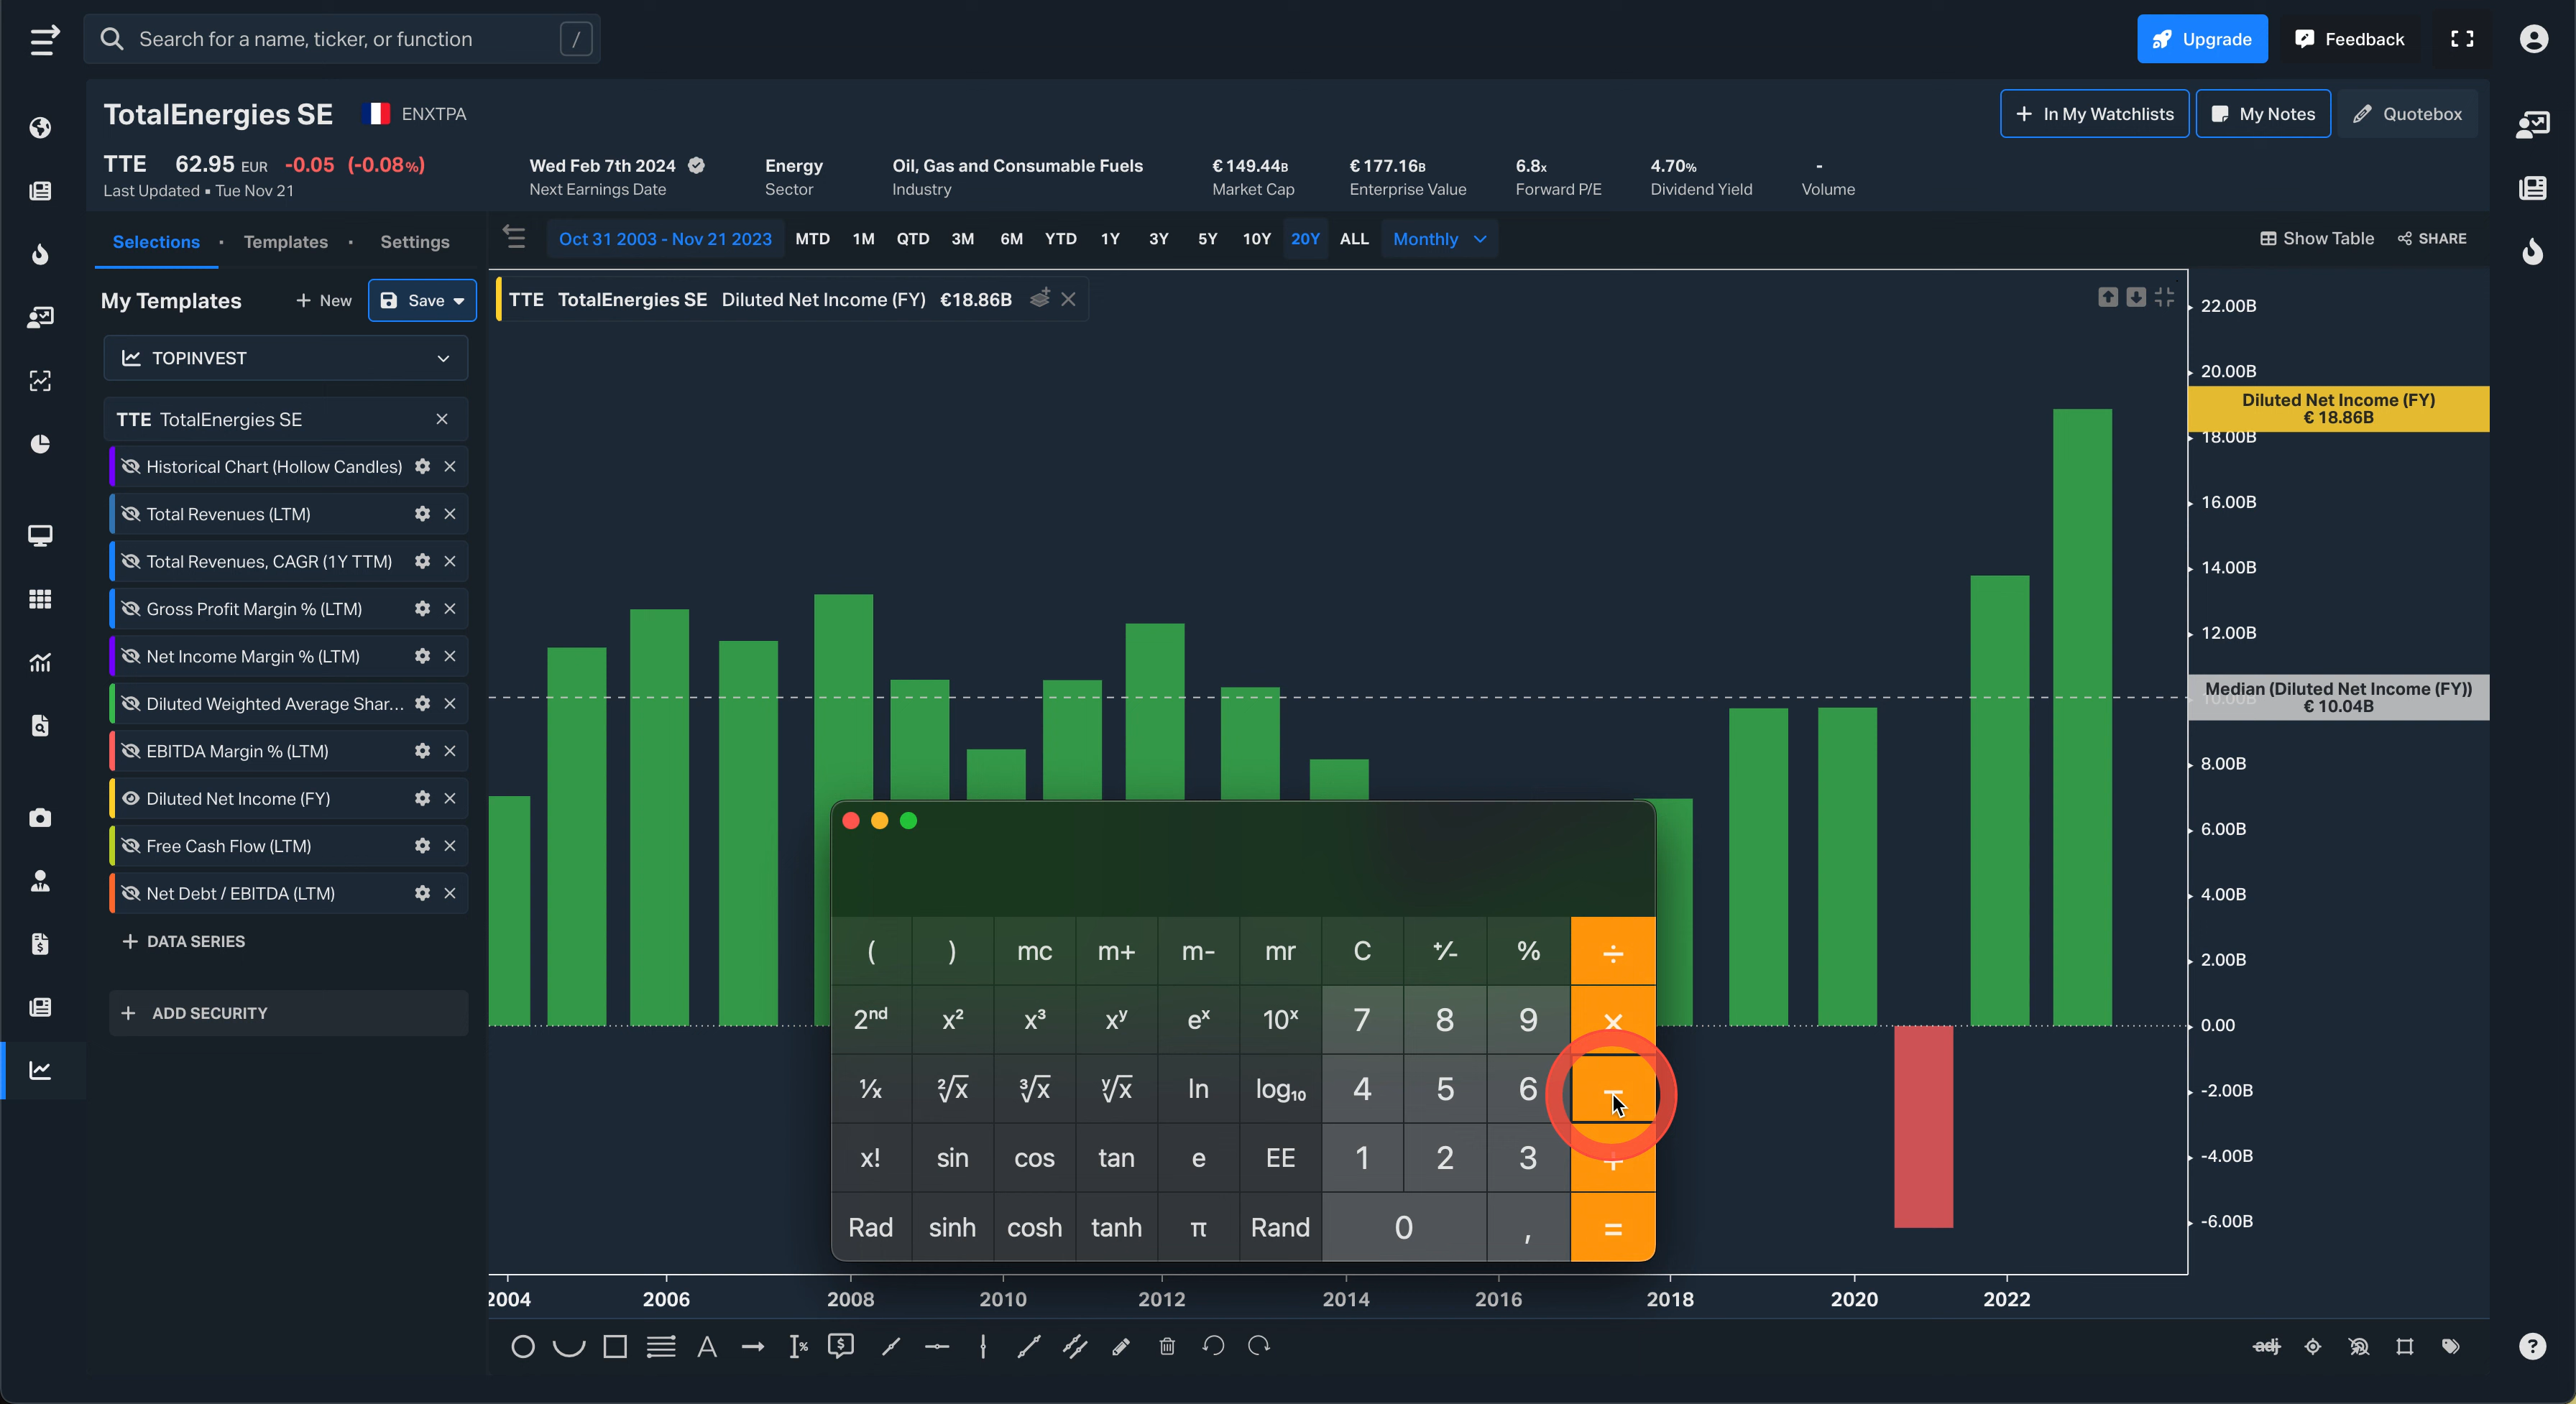 Search for a name, ticker, or function /
Upgrade
Feedback
TotalEnergies SE ENXTPA
In My Watchlists
My Notes
Quotebox
TTE 62.95 EUR -0.05 (-0.08%)
Last Updated ▪ Tue Nov 21
Wed Feb 7th 2024
Next Earnings Date
Energy
Sector
Oil, Gas and Consumable Fuels
Industry
€ 149.44B
Market Cap
€ 177.16B
Enterprise Value
6.8x
Forward P/E
4.70%
Dividend Yield
-
Volume
Selections · Templates · Settings
Oct 31 2003 - Nov 21 2023 MTD 1M QTD 3M 6M YTD 1Y 3Y 5Y 10Y 20Y ALL Monthly
Show Table SHARE
My Templates + New Save
TOPINVEST
TTE TotalEnergies SE
Historical Chart (Hollow Candles)
Total Revenues (LTM)
Total Revenues, CAGR (1Y TTM)
Gross Profit Margin % (LTM)
Net Income Margin % (LTM)
Diluted Weighted Average Shar...
EBITDA Margin % (LTM)
Diluted Net Income (FY)
Free Cash Flow (LTM)
Net Debt / EBITDA (LTM)
+ DATA SERIES
+ ADD SECURITY
TTE TotalEnergies SE Diluted Net Income (FY) €18.86B
22.00B
20.00B
Diluted Net Income (FY)
€ 18.86B
18.00B
16.00B
14.00B
12.00B
Median (Diluted Net Income (FY))
€ 10.04B
8.00B
6.00B
4.00B
2.00B
0.00
-2.00B
-4.00B
-6.00B
( ) mc m+ m- mr C +/- % ÷
2nd x² x³ xʸ eˣ 10ˣ 7 8 9 ×
1/x ²√x ³√x ʸ√x ln log₁₀ 4 5 6 −
x! sin cos tan e EE 1 2 3 +
Rad sinh cosh tanh π Rand 0 , =
2004 2006 2008 2010 2012 2014 2016 2018 2020 2022
A % $ adj ?